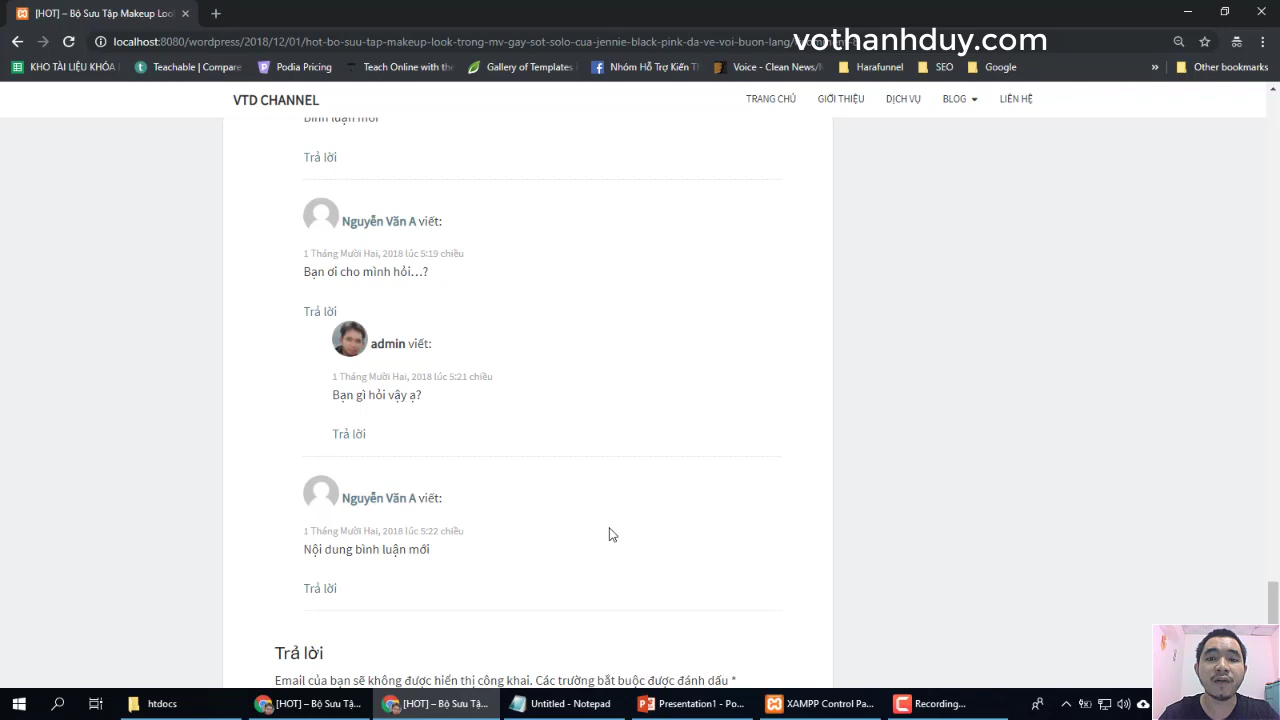 [HOT] – Bộ Sưu Tập Makeup Loo
localhost:8080/wordpress/2018/12/01/hot-bo-suu-tap-makeup-look-trong-mv-gay-sot-solo-cua-jennie-black-pink-da-ve-voi-buon-lang/
vothanhduy.com
KHO TÀI LIỆU KHÓA
Teachable | Compare
Podia Pricing
Teach Online with the
Gallery of Templates
Nhóm Hỗ Trợ Kiến T
Voice - Clean News/M
Harafunnel
SEO
Google
»
Other bookmarks
VTD CHANNEL
TRANG CHỦ
GIỚI THIỆU
DỊCH VỤ
BLOG
LIÊN HỆ
Bình luận mới
Trả lời
Nguyễn Văn A viết:
1 Tháng Mười Hai, 2018 lúc 5:19 chiều
Bạn ơi cho mình hỏi...?
Trả lời
admin viết:
1 Tháng Mười Hai, 2018 lúc 5:21 chiều
Bạn gì hỏi vậy ạ?
Trả lời
Nguyễn Văn A viết:
1 Tháng Mười Hai, 2018 lúc 5:22 chiều
Nội dung bình luận mới
Trả lời
Trả lời
Email của bạn sẽ không được hiển thị công khai. Các trường bắt buộc được đánh dấu *
htdocs
[HOT] – Bộ Sưu Tậ...
[HOT] – Bộ Sưu Tậ...
Untitled - Notepad
Presentation1 - Po...
XAMPP Control Pa...
Recording...